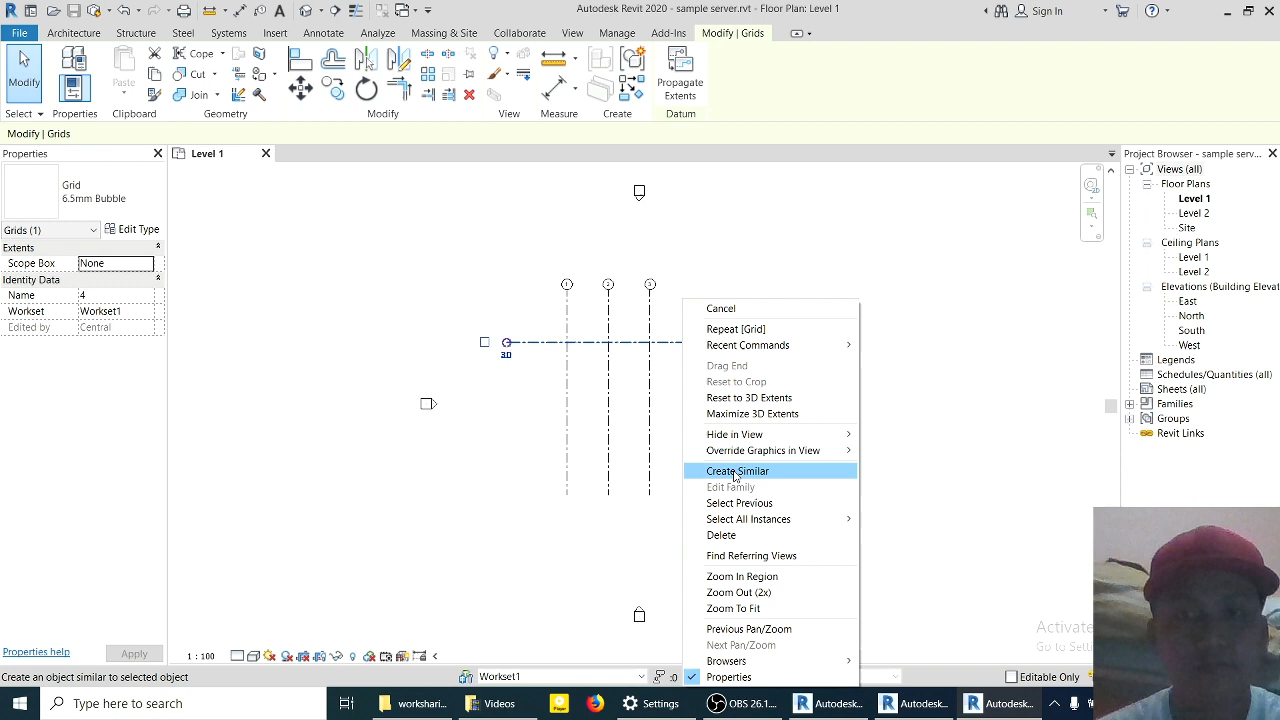 Autodesk Revit 2020 - sample server.rvt - Floor Plan: Level 1
Sign In
File Architecture Structure Steel Systems Insert Annotate Analyze Massing & Site Collaborate View Manage Add-Ins Modify | Grids
Modify
Paste
Cope
Cut
Join
Propagate
Extents
Select Properties Clipboard Geometry Modify View Measure Create Datum
Modify | Grids
Properties
Grid
6.5mm Bubble
Grids (1)
Edit Type
Extents
Scope Box None
Identity Data
Name 4
Workset Workset1
Edited by Central
Properties help
Apply
Level 1
1 2 3
3D
Cancel
Repeat [Grid]
Recent Commands
Drag End
Reset to Crop
Reset to 3D Extents
Maximize 3D Extents
Hide in View
Override Graphics in View
Create Similar
Edit Family
Select Previous
Select All Instances
Delete
Find Referring Views
Zoom In Region
Zoom Out (2x)
Zoom To Fit
Previous Pan/Zoom
Next Pan/Zoom
Browsers
Properties
Project Browser - sample serv...
Views (all)
Floor Plans
Level 1
Level 2
Site
Ceiling Plans
Level 1
Level 2
Elevations (Building Elevat
East
North
South
West
Legends
Schedules/Quantities (all)
Sheets (all)
Families
Groups
Revit Links
1 : 100
Create an object similar to selected object
Workset1
:0
Editable Only
Type here to search
workshari...
Videos
Settings
OBS 26.1...
Autodesk...
Autodesk...
Autodesk...